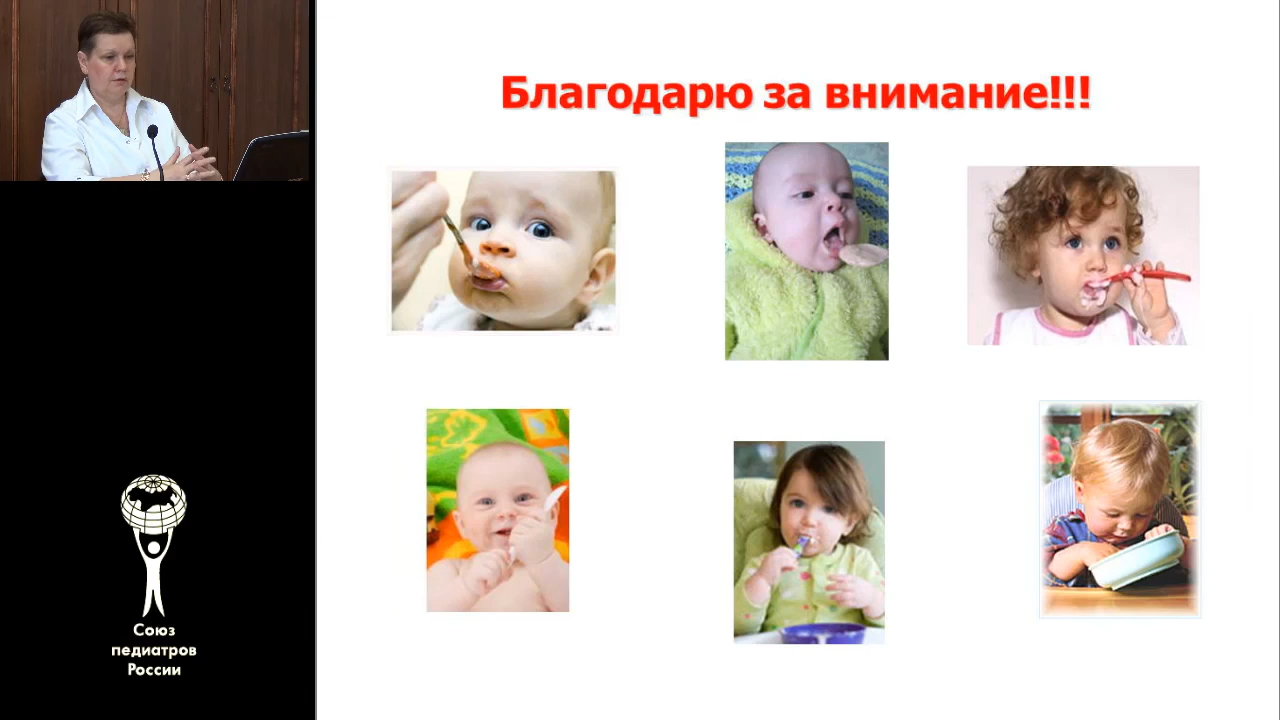 Благодарю за внимание!!!
Союз
педиатров
России